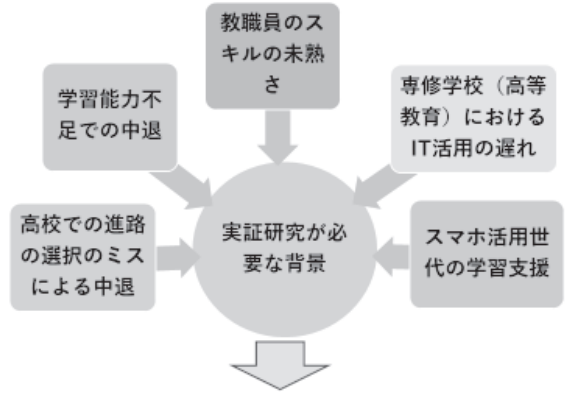 教職員のス
キルの未熟
さ
学習能力不
足での中退
専修学校（高等
教育）における
IT活用の遅れ
高校での進路
の選択のミス
による中退
実証研究が必
要な背景
スマホ活用世
代の学習支援